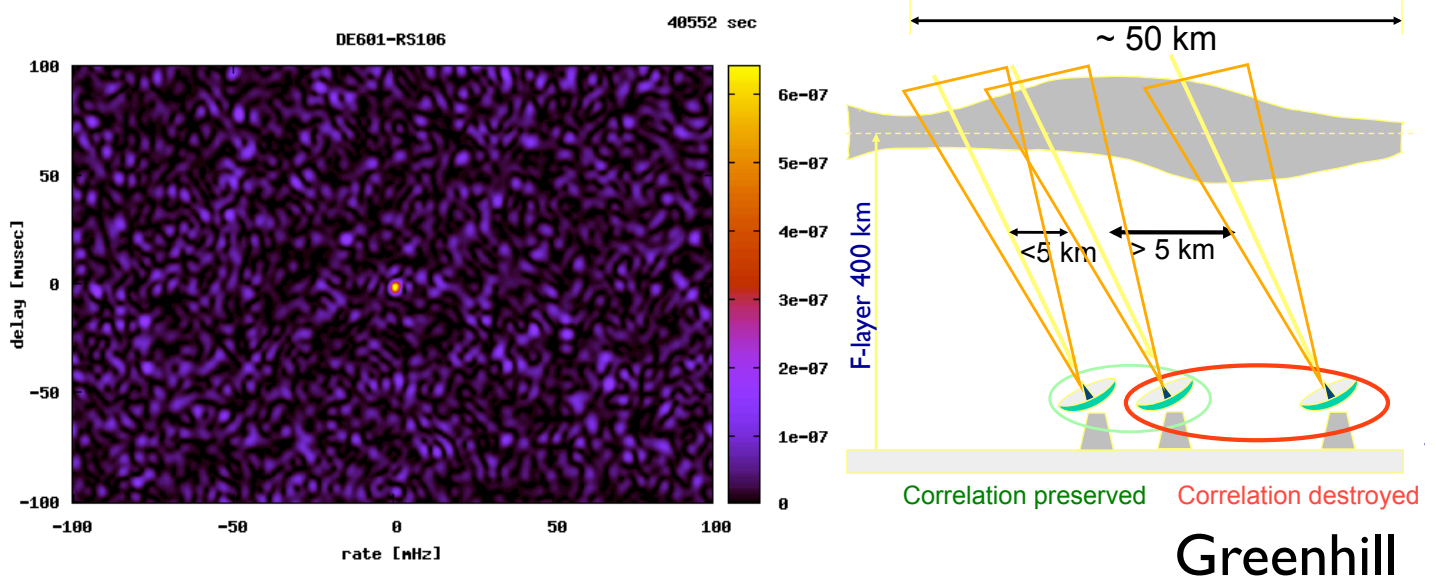 40552 sec
DE601-RS106
100
50
0
-50
-100
delay [musec]
-100
-50
0
50
100
rate [mHz]
6e-07
5e-07
4e-07
3e-07
2e-07
1e-07
0
~ 50 km
F-layer 400 km
<5 km
> 5 km
Correlation preserved
Correlation destroyed
Greenhill